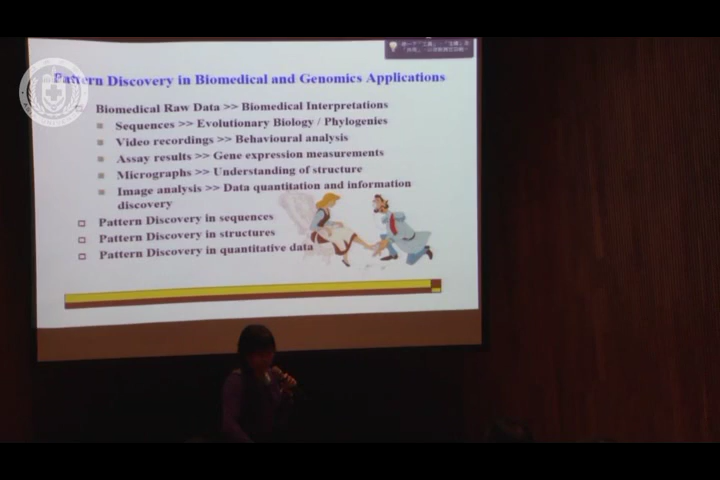 Pattern Discovery in Biomedical and Genomics Applications
Biomedical Raw Data >> Biomedical Interpretations
Sequences >> Evolutionary Biology / Phylogenies
Video recordings >> Behavioural analysis
Assay results >> Gene expression measurements
Micrographs >> Understanding of structure
Image analysis >> Data quantitation and information
discovery
Pattern Discovery in sequences
Pattern Discovery in structures
Pattern Discovery in quantitative data